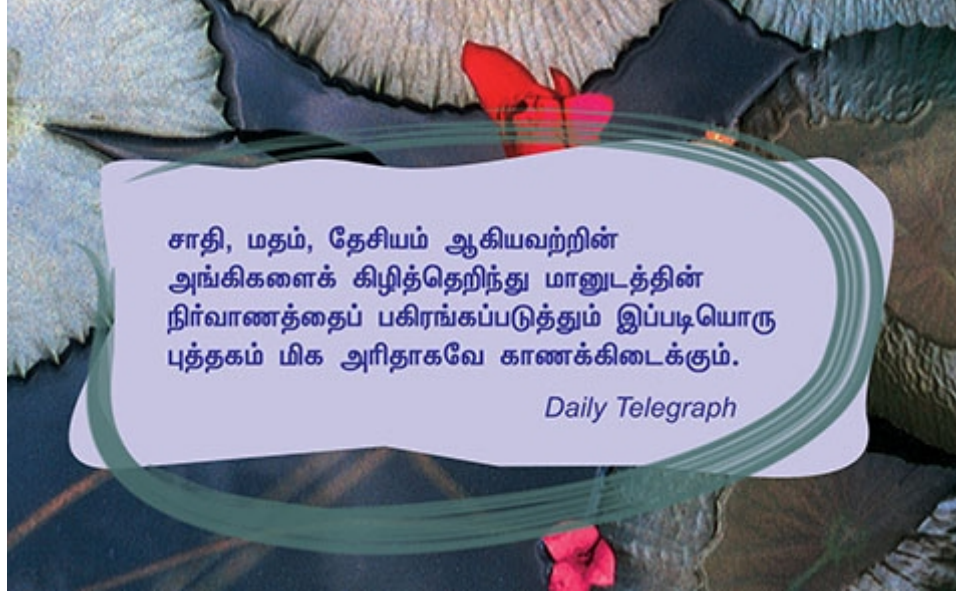 சாதி, மதம், தேசியம் ஆகியவற்றின்
அங்கிகளைக் கிழித்தெறிந்து மானுடத்தின்
நிர்வாணத்தைப் பகிரங்கப்படுத்தும் இப்படியொரு
புத்தகம் மிக அரிதாகவே காணக்கிடைக்கும்.
Daily Telegraph